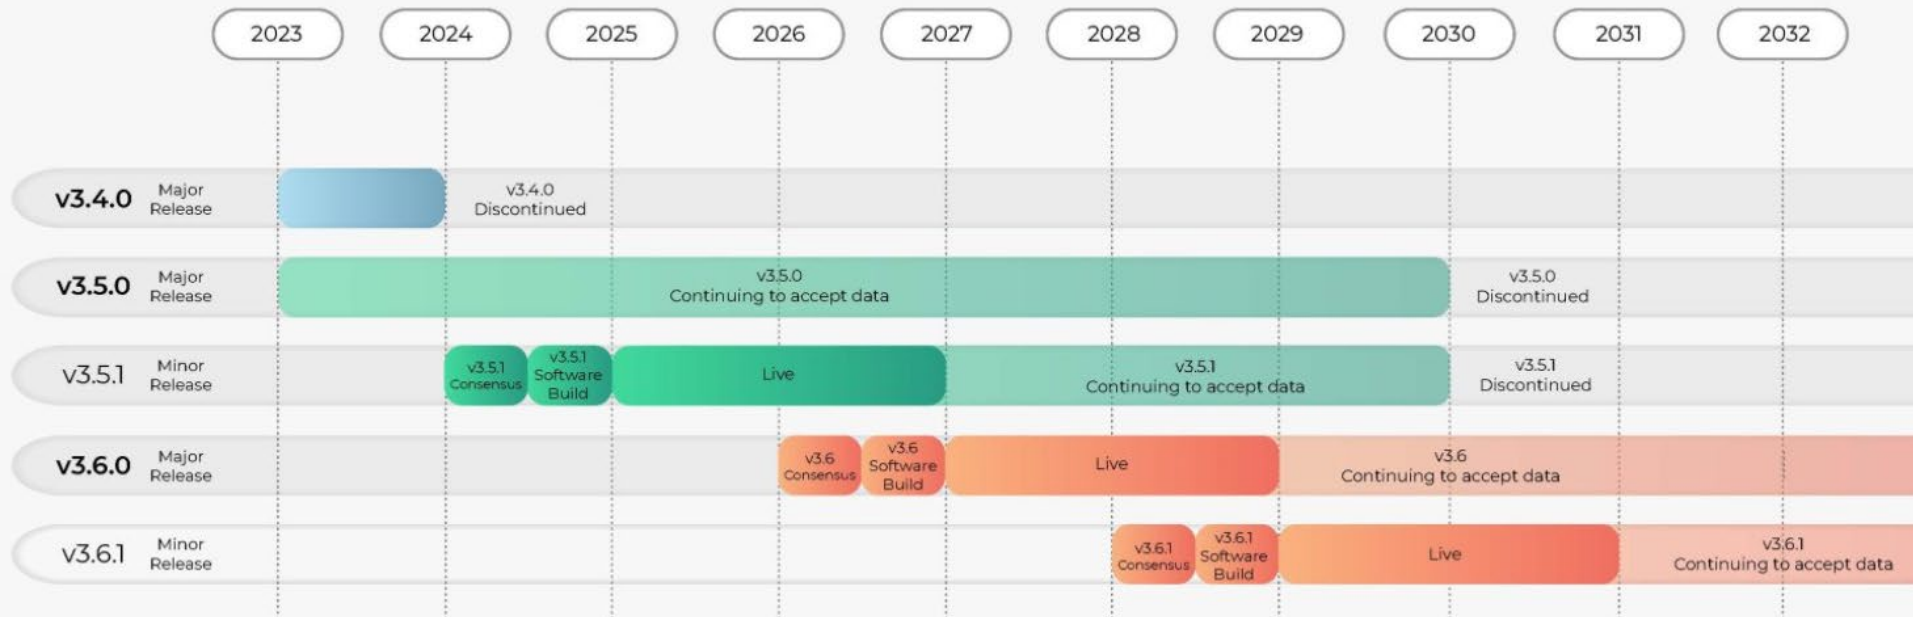 2023 2024 2025 2026 2027 2028 2029 2030 2031 2032
v3.4.0
Major
Release
v3.4.0
Discontinued
v3.5.0
Major
Release
v3.5.0
Continuing to accept data
v3.5.0
Discontinued
v3.5.1
Minor
Release
v3.5.1
Consensus
v3.5.1
Software
Build
Live
v3.5.1
Continuing to accept data
v3.5.1
Discontinued
v3.6.0
Major
Release
v3.6
Consensus
v3.6
Software
Build
Live
v3.6
Continuing to accept data
v3.6.1
Minor
Release
v3.6.1
Consensus
v3.6.1
Software
Build
Live
v3.6.1
Continuing to accept data